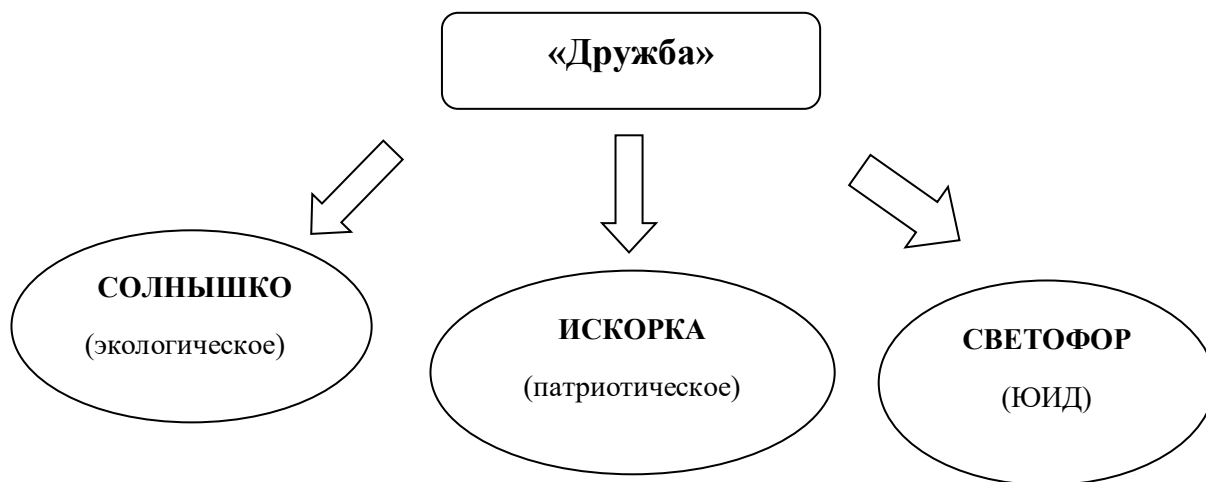 «Дружба»
СОЛНЫШКО
(экологическое)
ИСКОРКА
(патриотическое)
СВЕТОФОР
(ЮИД)